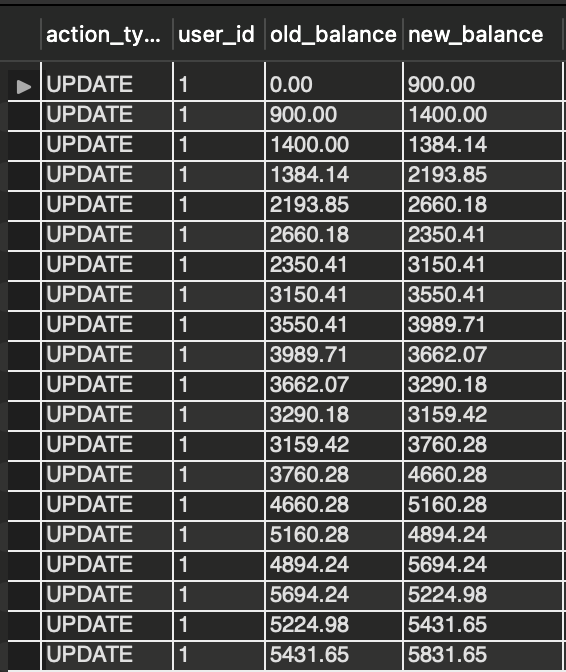 action_ty... user_id old_balance new_balance
UPDATE 1 0.00 900.00
UPDATE 1 900.00 1400.00
UPDATE 1 1400.00 1384.14
UPDATE 1 1384.14 2193.85
UPDATE 1 2193.85 2660.18
UPDATE 1 2660.18 2350.41
UPDATE 1 2350.41 3150.41
UPDATE 1 3150.41 3550.41
UPDATE 1 3550.41 3989.71
UPDATE 1 3989.71 3662.07
UPDATE 1 3662.07 3290.18
UPDATE 1 3290.18 3159.42
UPDATE 1 3159.42 3760.28
UPDATE 1 3760.28 4660.28
UPDATE 1 4660.28 5160.28
UPDATE 1 5160.28 4894.24
UPDATE 1 4894.24 5694.24
UPDATE 1 5694.24 5224.98
UPDATE 1 5224.98 5431.65
UPDATE 1 5431.65 5831.65